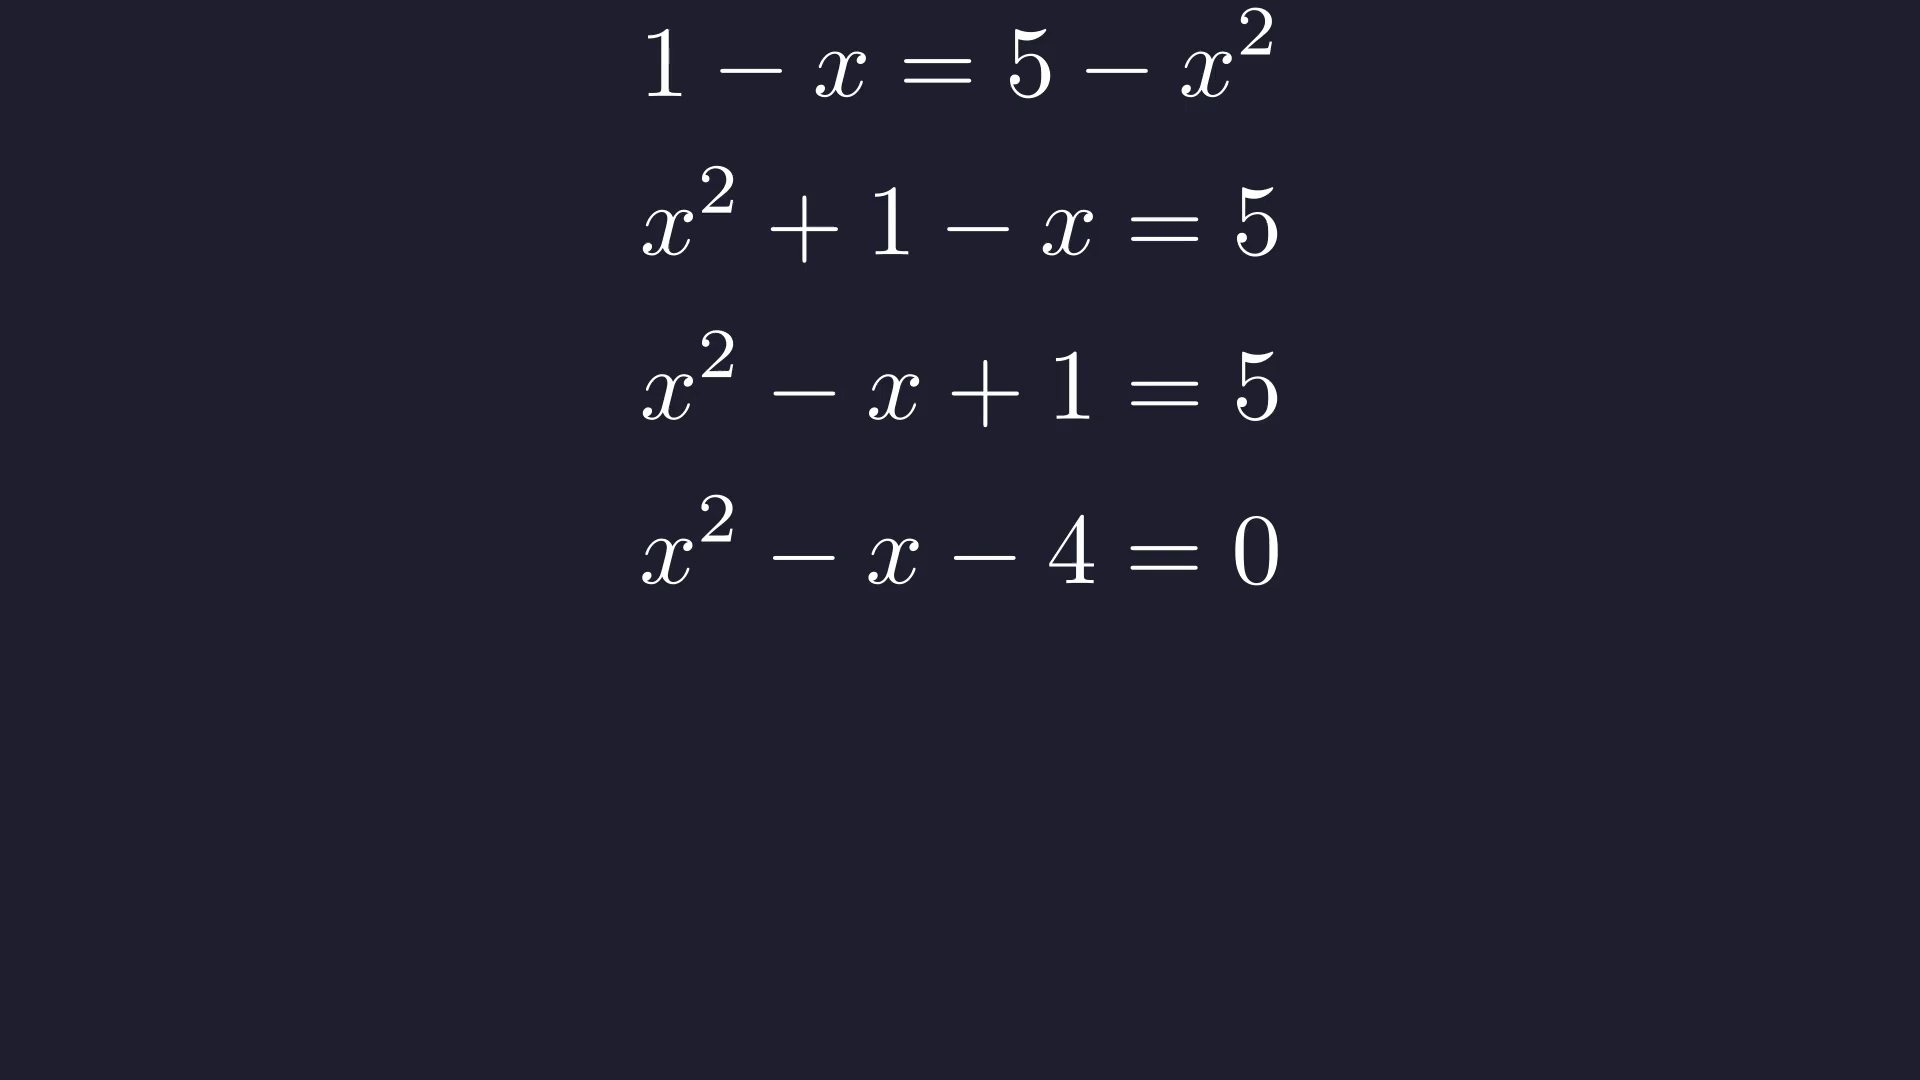 1 − x = 5 − x²
x² + 1 − x = 5
x² − x + 1 = 5
x² − x − 4 = 0